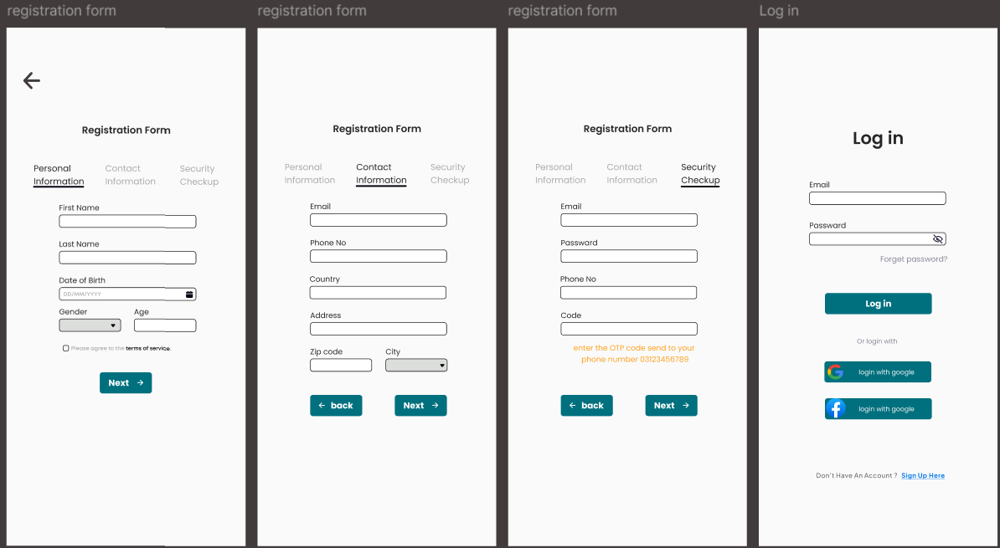 registration form
Registration Form
Personal
Information
Contact
Information
Security
Checkup
First Name
Last Name
Date of Birth
DD/MM/YYYY
Gender
Age
Please agree to the terms of service.
Next
registration form
Registration Form
Personal
Information
Contact
Information
Security
Checkup
Email
Phone No
Country
Address
Zip code
City
back
Next
registration form
Registration Form
Personal
Information
Contact
Information
Security
Checkup
Email
Password
Phone No
Code
enter the OTP code send to your
phone number 03123456789
back
Next
Log in
Log in
Email
Password
Forget password?
Log in
Or login with
login with google
login with google
Don't Have An Account ? Sign Up Here